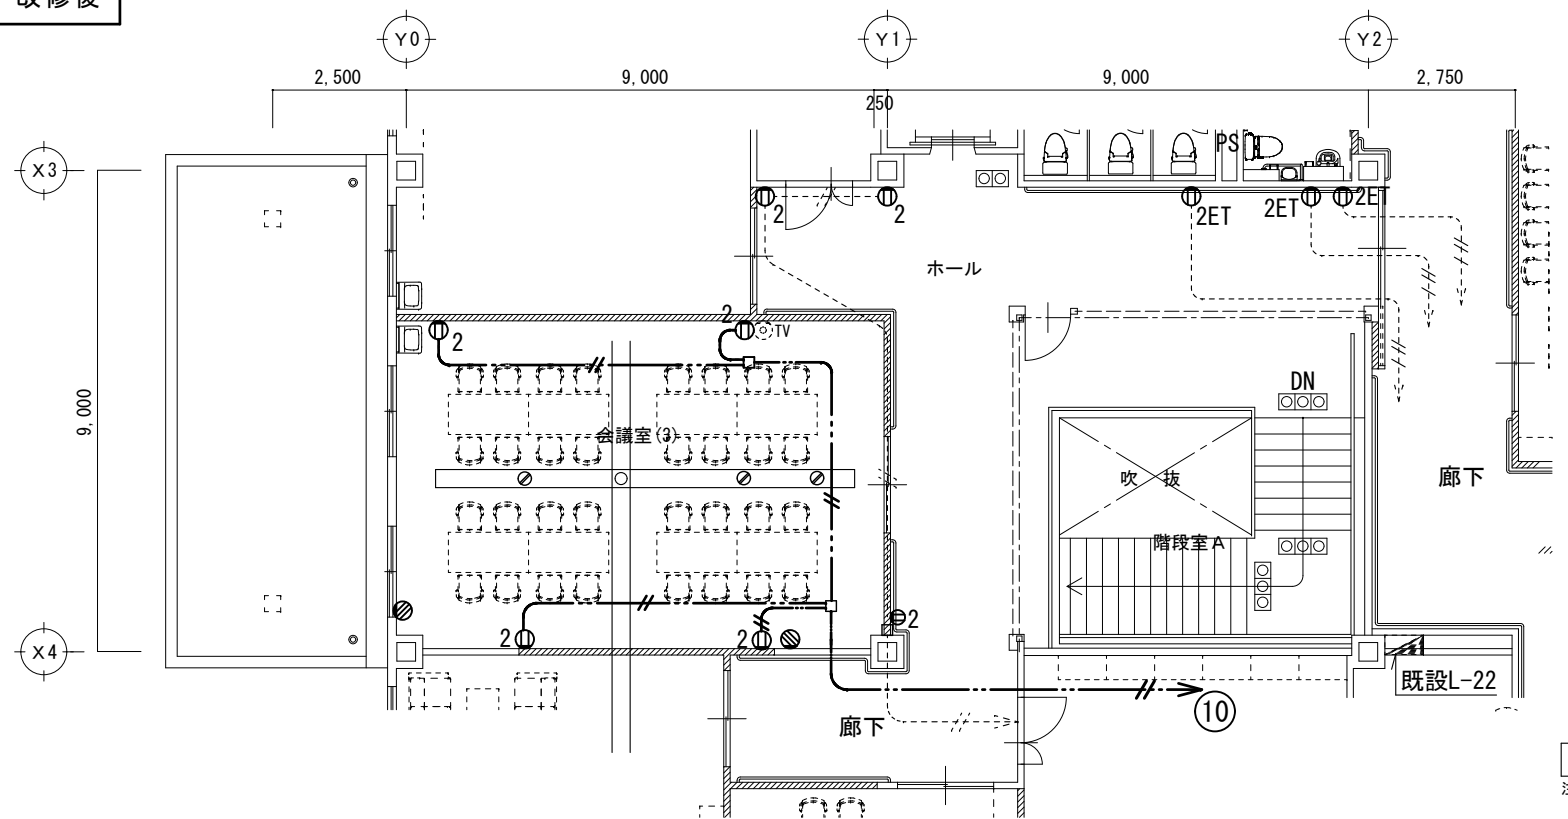 改修後
Y0
Y1
Y2
2,500
9,000
9,000
2,750
250
X3
PS
2
2
2ET
2ET
2ET
ホール
2
2
TV
DN
9,000
会議室(3)
吹 抜
廊下
階段室A
2
2
2
X4
既設L-22
10
廊下